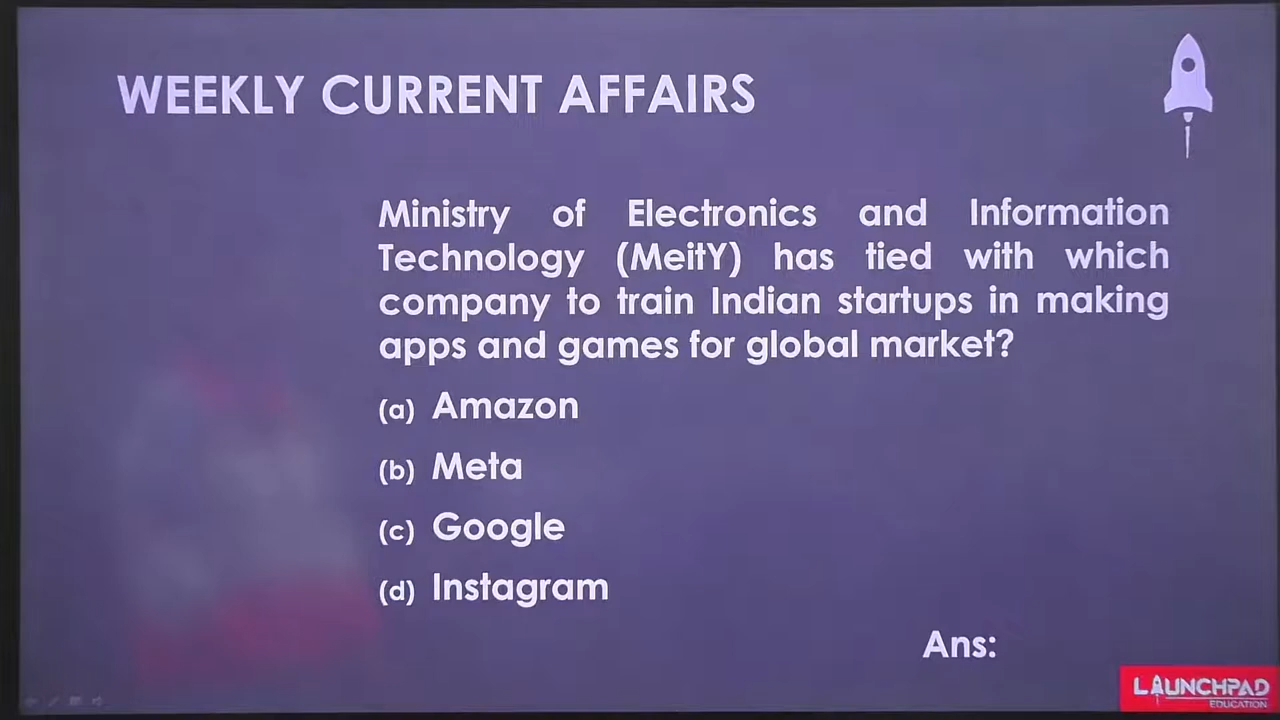 WEEKLY CURRENT AFFAIRS
Ministry of Electronics and Information
Technology (MeitY) has tied with which
company to train Indian startups in making
apps and games for global market?
(a) Amazon
(b) Meta
(c) Google
(d) Instagram
Ans:
LAUNCHPAD
EDUCATION